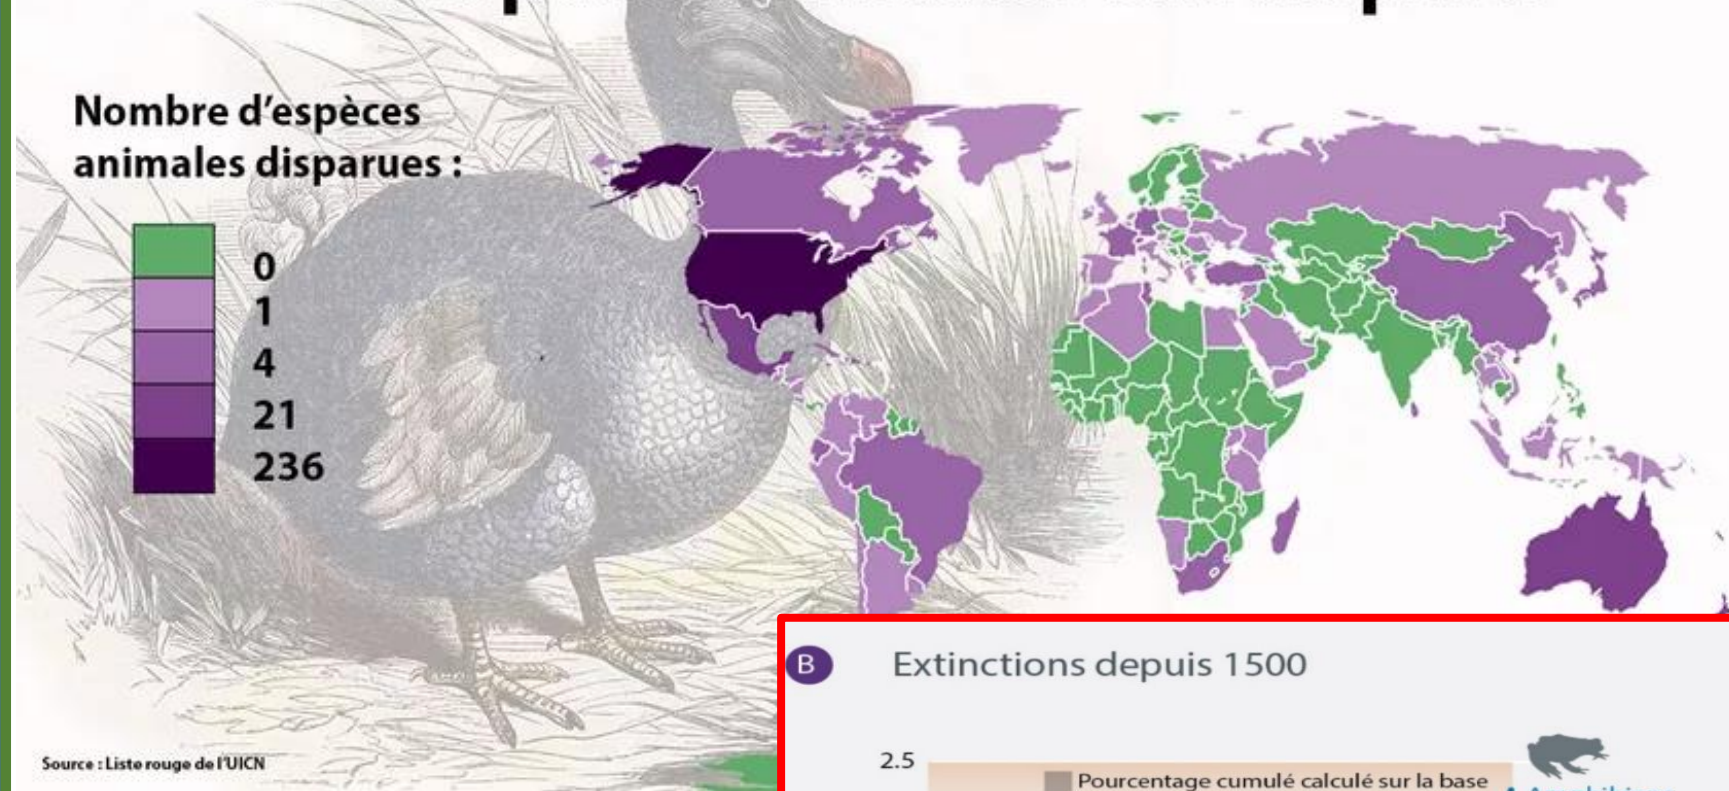 Nombre d'espèces
animales disparues :
0
1
4
21
236
Source : Liste rouge de l'UICN
B
Extinctions depuis 1500
2.5
Pourcentage cumulé calculé sur la base